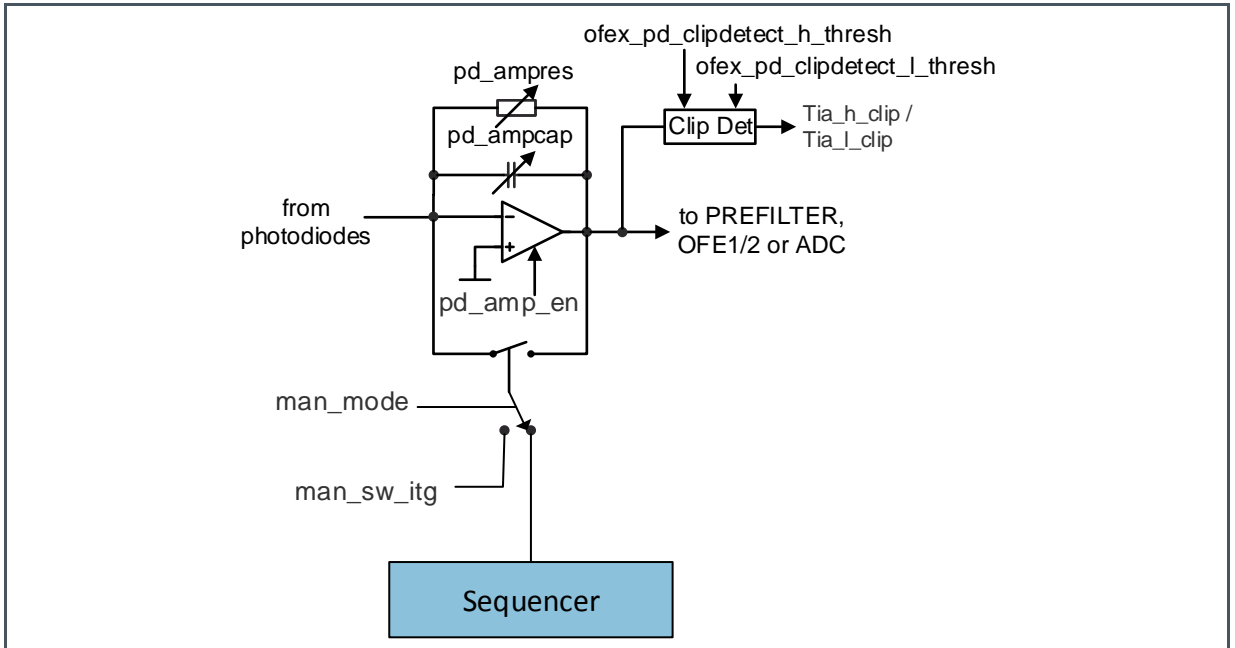 ofex_pd_clipdetect_h_thresh
ofex_pd_clipdetect_l_thresh
pd_ampres
Clip Det
Tia_h_clip /
Tia_l_clip
pd_ampcap
from
photodiodes
−
+
to PREFILTER,
OFE1/2 or ADC
pd_amp_en
man_mode
man_sw_itg
Sequencer